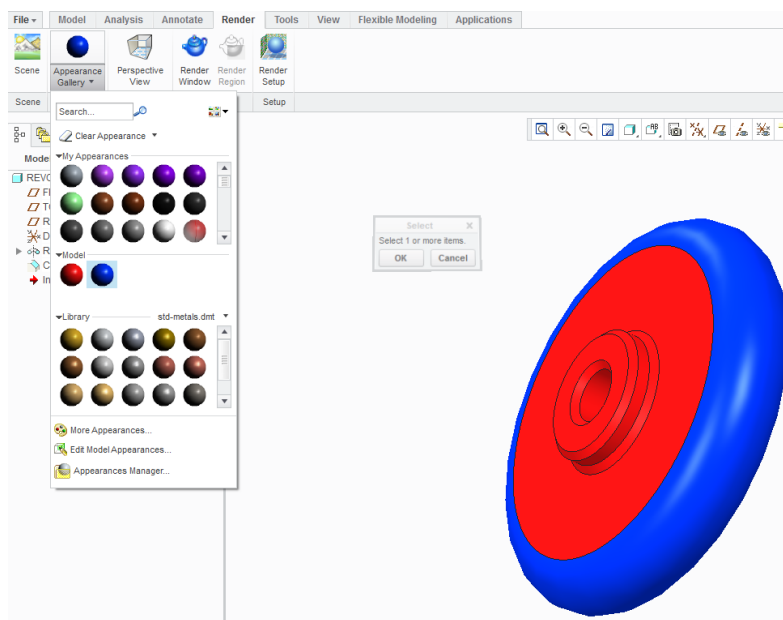 File Model Analysis Annotate Render Tools View Flexible Modeling Applications
Scene Appearance Gallery Perspective View Render Window Render Region Render Setup
Scene Setup
Search...
Clear Appearance
My Appearances
Model
Library std-metals.dmt
More Appearances...
Edit Model Appearances...
Appearances Manager...
Select
Select 1 or more items.
OK Cancel